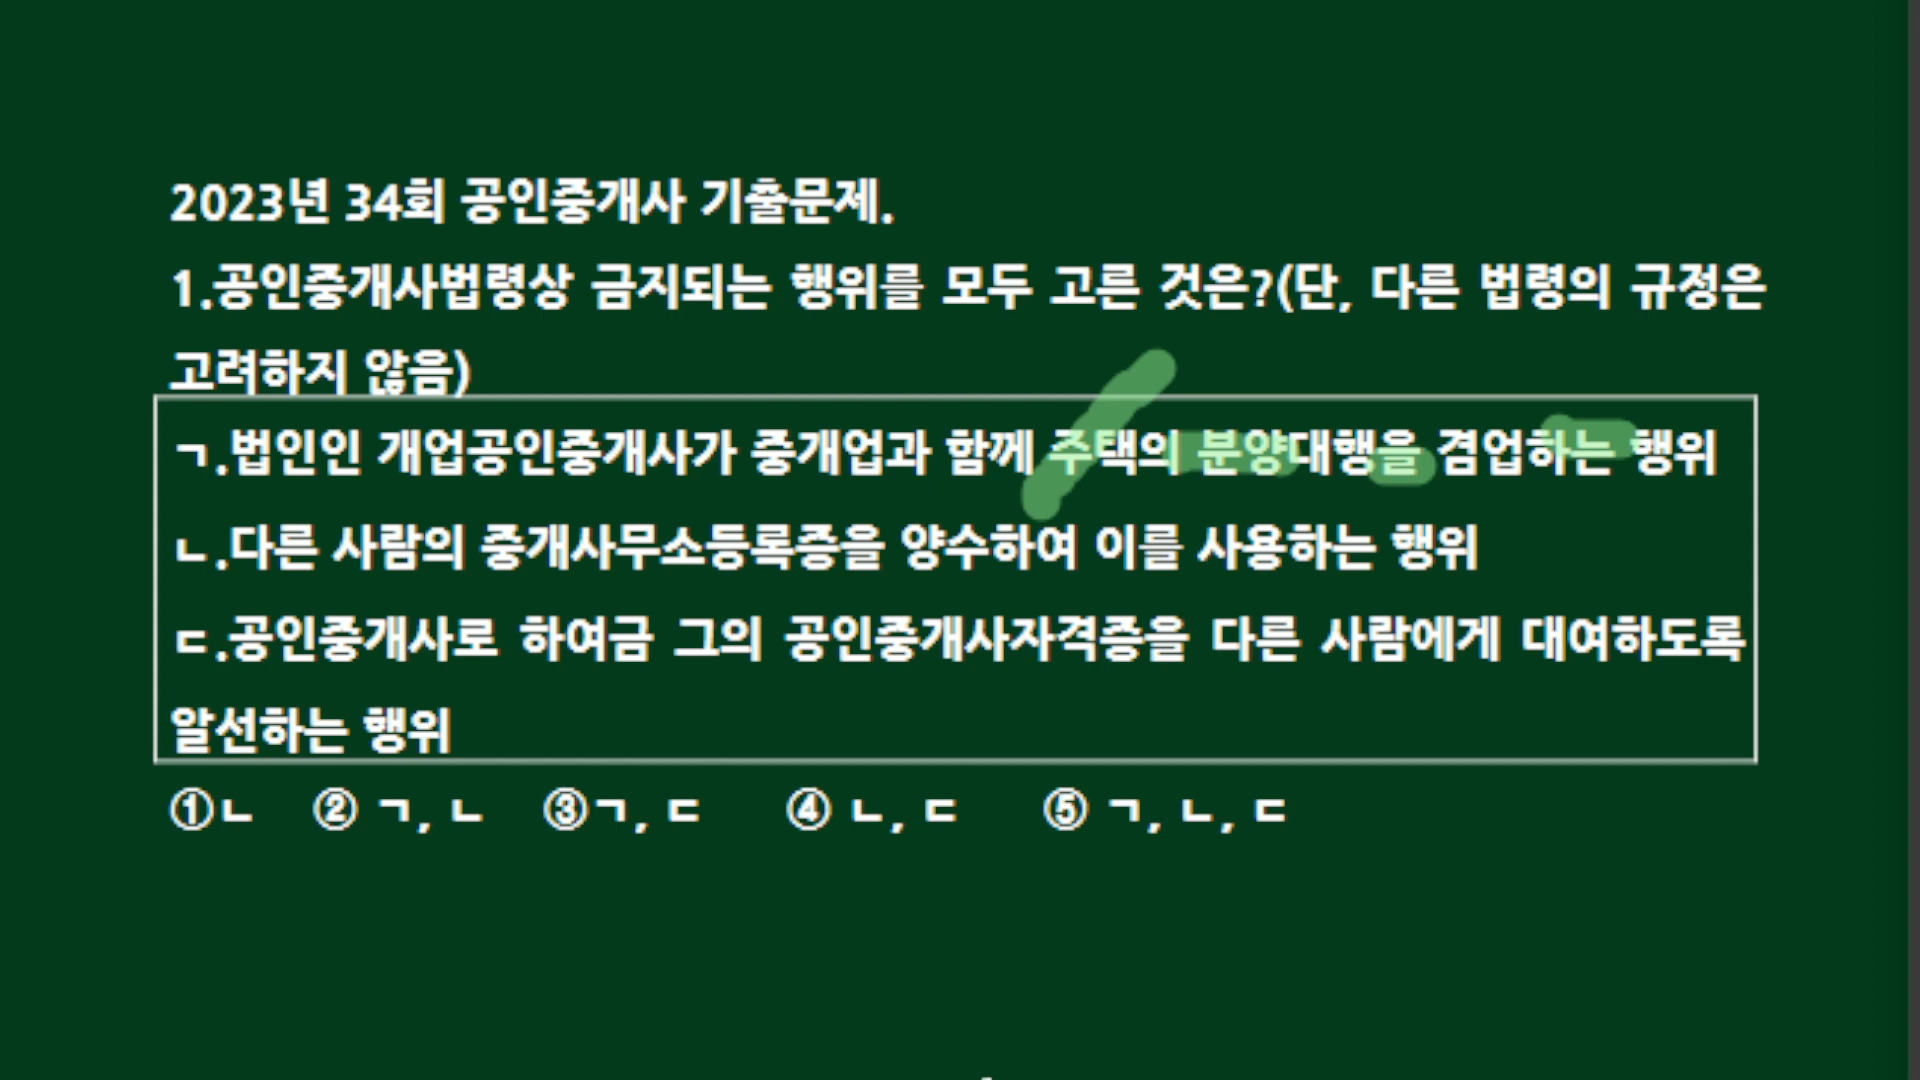 2023년 34회 공인중개사 기출문제.
1.공인중개사법령상 금지되는 행위를 모두 고른 것은?(단, 다른 법령의 규정은
고려하지 않음)
ㄱ.법인인 개업공인중개사가 중개업과 함께 주택의 분양대행을 겸업하는 행위
ㄴ.다른 사람의 중개사무소등록증을 양수하여 이를 사용하는 행위
ㄷ.공인중개사로 하여금 그의 공인중개사자격증을 다른 사람에게 대여하도록
알선하는 행위
①ㄴ ② ㄱ, ㄴ ③ㄱ, ㄷ ④ ㄴ, ㄷ ⑤ ㄱ, ㄴ, ㄷ